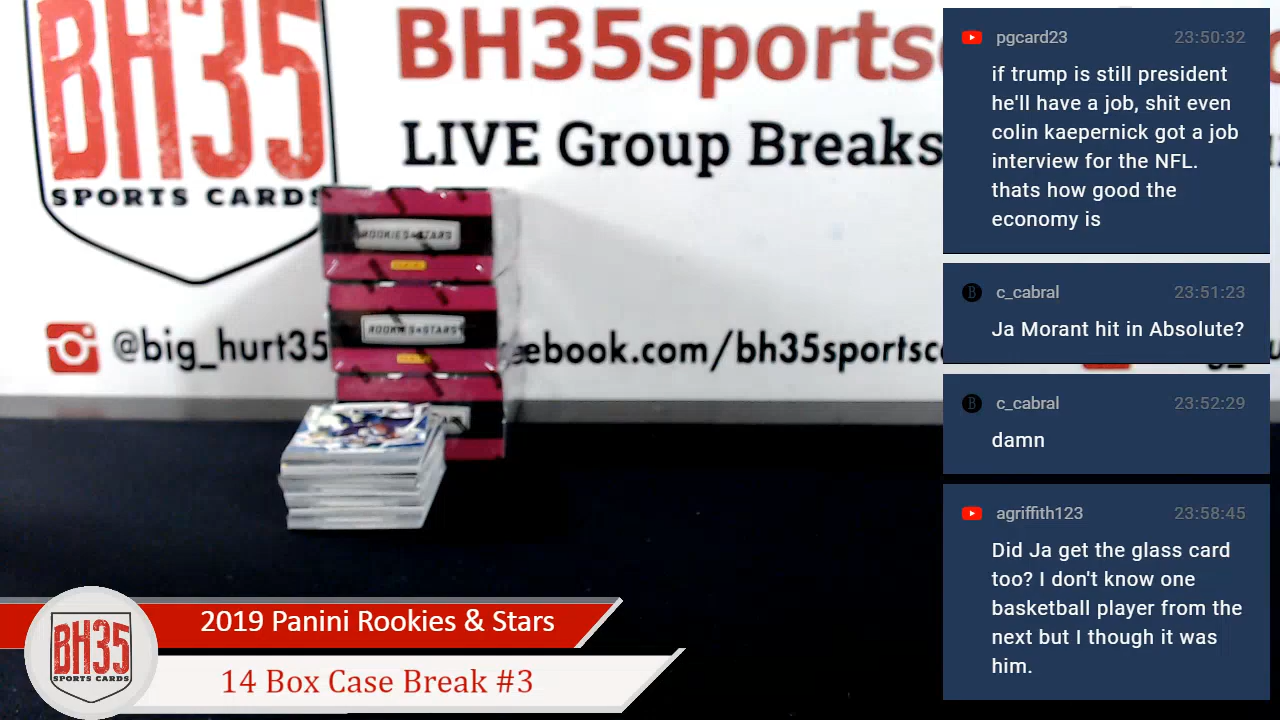 BH35
SPORTS CARDS
BH35sports
LIVE Group Breaks
@big_hurt35
ebook.com/bh35sportsc
ROOKIES & STARS
ROOKIES & STARS
pgcard23 23:50:32
if trump is still president
he'll have a job, shit even
colin kaepernick got a job
interview for the NFL.
thats how good the
economy is
c_cabral 23:51:23
Ja Morant hit in Absolute?
c_cabral 23:52:29
damn
agriffith123 23:58:45
Did Ja get the glass card
too? I don't know one
basketball player from the
next but I though it was
him.
BH35
SPORTS CARDS
2019 Panini Rookies & Stars
14 Box Case Break #3